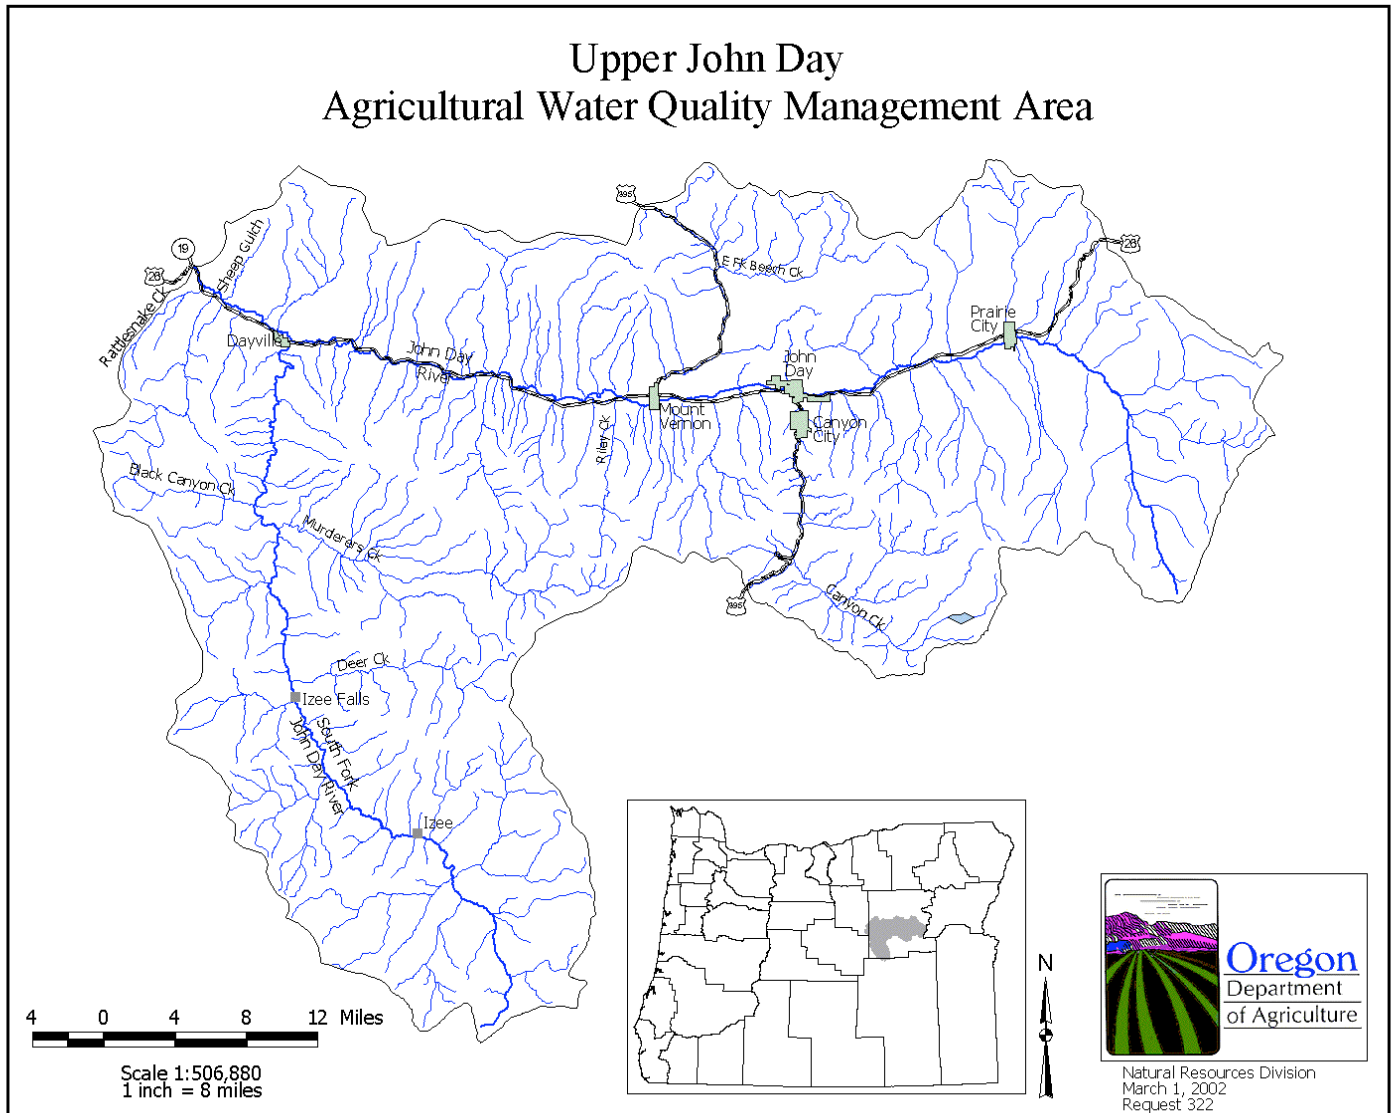 Upper John Day
Agricultural Water Quality Management Area
395
19
26
26
Sheep Gulch
Rattlesnake Ck
E Fk Beech Ck
Prairie
City
Dayville
John Day
River
John
Day
Mount
Vernon
Canyon
City
Riley Ck
Black Canyon Ck
Murderers Ck
395
Canyon Ck
Deer Ck
Izee Falls
South Fork
John Day River
Izee
4 0 4 8 12 Miles
Scale 1:506,880
1 inch = 8 miles
N
Oregon
Department
of Agriculture
Natural Resources Division
March 1, 2002
Request 322